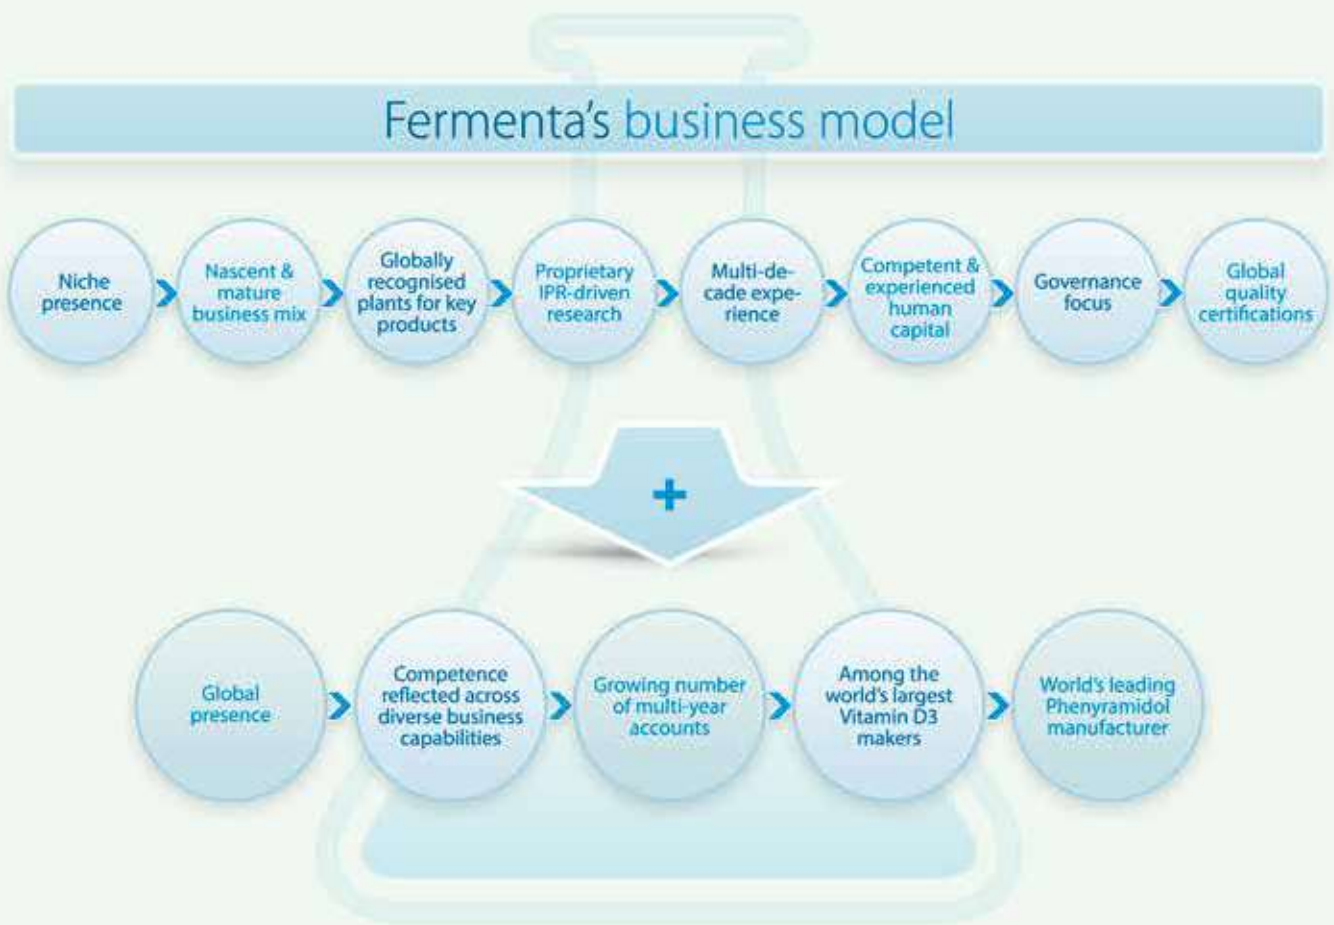 Fermenta's business model
Niche
presence
Nascent &
mature
business mix
Globally
recognised
plants for key
products
Proprietary
IPR-driven
research
Multi-de-
cade expe-
rience
Competent &
experienced
human
capital
Governance
focus
Global
quality
certifications
+
Global
presence
Competence
reflected across
diverse business
capabilities
Growing number
of multi-year
accounts
Among the
world's largest
Vitamin D3
makers
World's leading
Phenyramidol
manufacturer